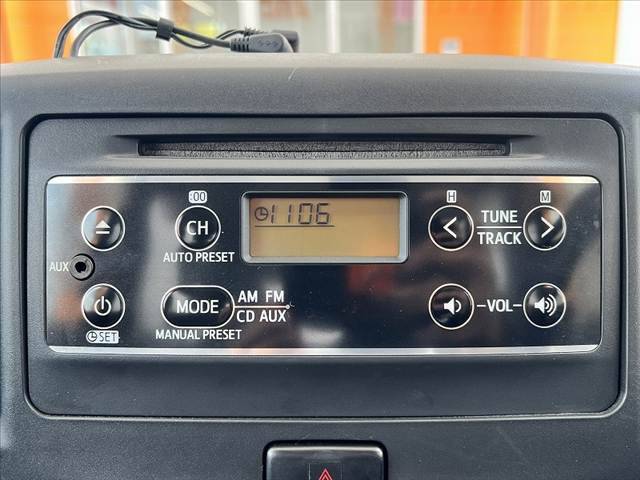 :00
H
M
CH
1106
TUNE
TRACK
AUTO PRESET
AUX
MODE
AM FM
CD AUX
VOL
SET
MANUAL PRESET